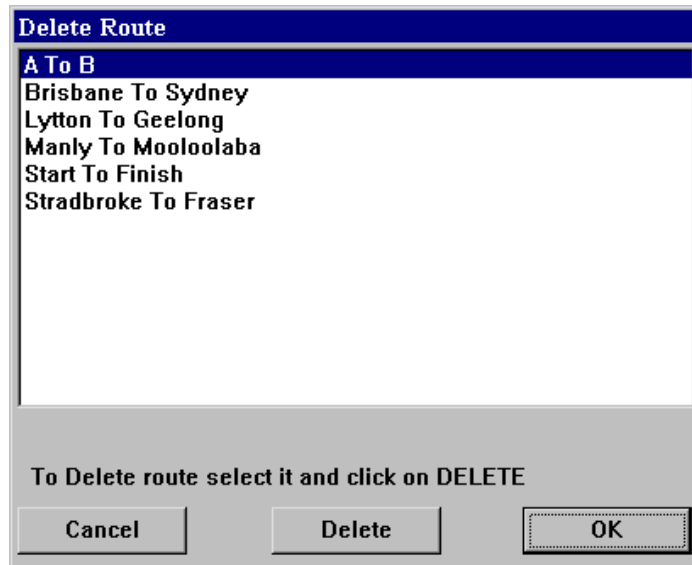 Delete Route
A To B
Brisbane To Sydney
Lytton To Geelong
Manly To Mooloolaba
Start To Finish
Stradbroke To Fraser
To Delete route select it and click on DELETE
Cancel Delete OK